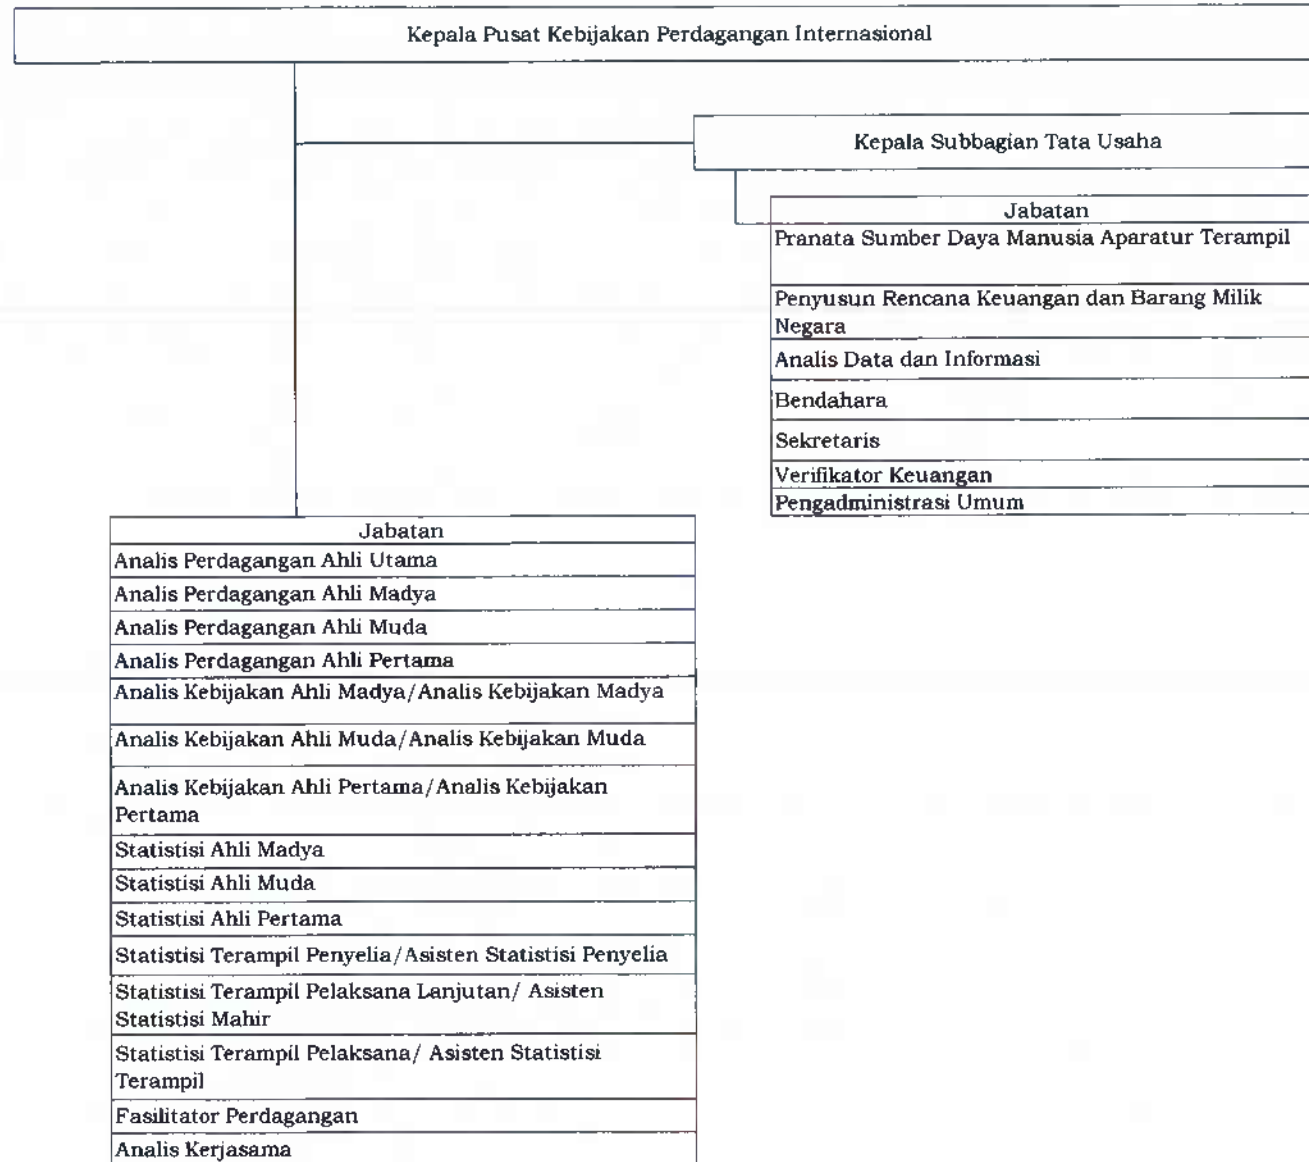 Kepala Pusat Kebijakan Perdagangan Internasional
Kepala Subbagian Tata Usaha
Jabatan
Pranata Sumber Daya Manusia Aparatur Terampil
Penyusun Rencana Keuangan dan Barang Milik
Negara
Analis Data dan Informasi
Bendahara
Sekretaris
Verifikator Keuangan
Pengadministrasi Umum
Jabatan
Analis Perdagangan Ahli Utama
Analis Perdagangan Ahli Madya
Analis Perdagangan Ahli Muda
Analis Perdagangan Ahli Pertama
Analis Kebijakan Ahli Madya/Analis Kebijakan Madya
Analis Kebijakan Ahli Muda/Analis Kebijakan Muda
Analis Kebijakan Ahli Pertama/Analis Kebijakan
Pertama
Statistisi Ahli Madya
Statistisi Ahli Muda
Statistisi Ahli Pertama
Statistisi Terampil Penyelia/Asisten Statistisi Penyelia
Statistisi Terampil Pelaksana Lanjutan/ Asisten
Statistisi Mahir
Statistisi Terampil Pelaksana/ Asisten Statistisi
Terampil
Fasilitator Perdagangan
Analis Kerjasama